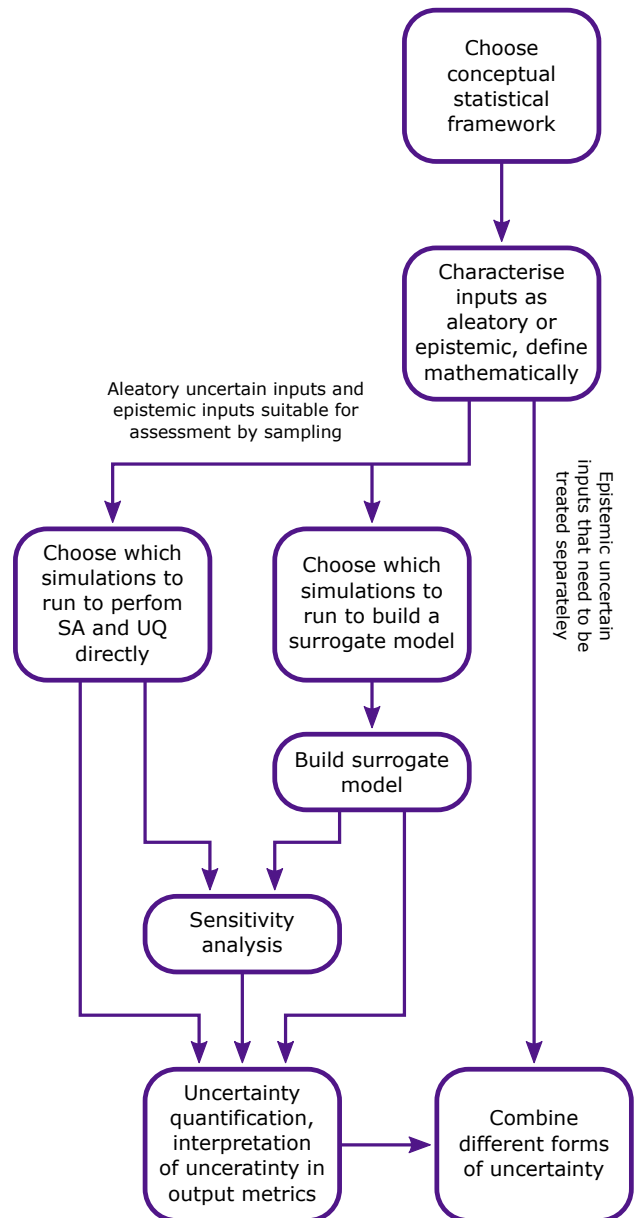 Choose
conceptual
statistical
framework
Characterise
inputs as
aleatory or
epistemic, define
mathematically
Aleatory uncertain inputs and
epistemic inputs suitable for
assessment by sampling
Epistemic uncertain
inputs that need to be
treated separateley
Choose which
simulations to
run to perfom
SA and UQ
directly
Choose which
simulations to
run to build a
surrogate model
Build surrogate
model
Sensitivity
analysis
Uncertainty
quantification,
interpretation
of unceratinty in
output metrics
Combine
different forms
of uncertainty